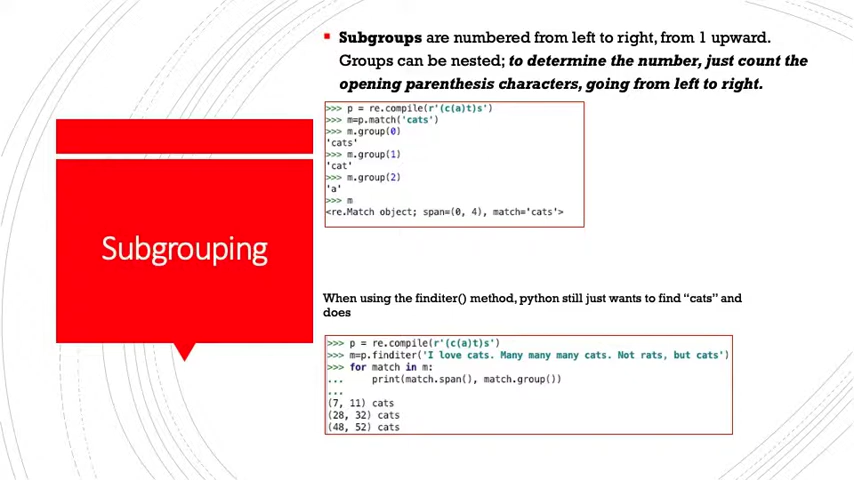 Subgrouping
Subgroups are numbered from left to right, from 1 upward.
Groups can be nested; to determine the number, just count the
opening parenthesis characters, going from left to right.
>>> p = re.compile(r'(c(a)t)s')
>>> m=p.match('cats')
>>> m.group(0)
'cats'
>>> m.group(1)
'cat'
>>> m.group(2)
'a'
>>> m
<re.Match object; span=(0, 4), match='cats'>
When using the finditer() method, python still just wants to find “cats” and
does
>>> p = re.compile(r'(c(a)t)s')
>>> m=p.finditer('I love cats. Many many many cats. Not rats, but cats')
>>> for match in m:
...     print(match.span(), match.group())
...
(7, 11) cats
(28, 32) cats
(48, 52) cats